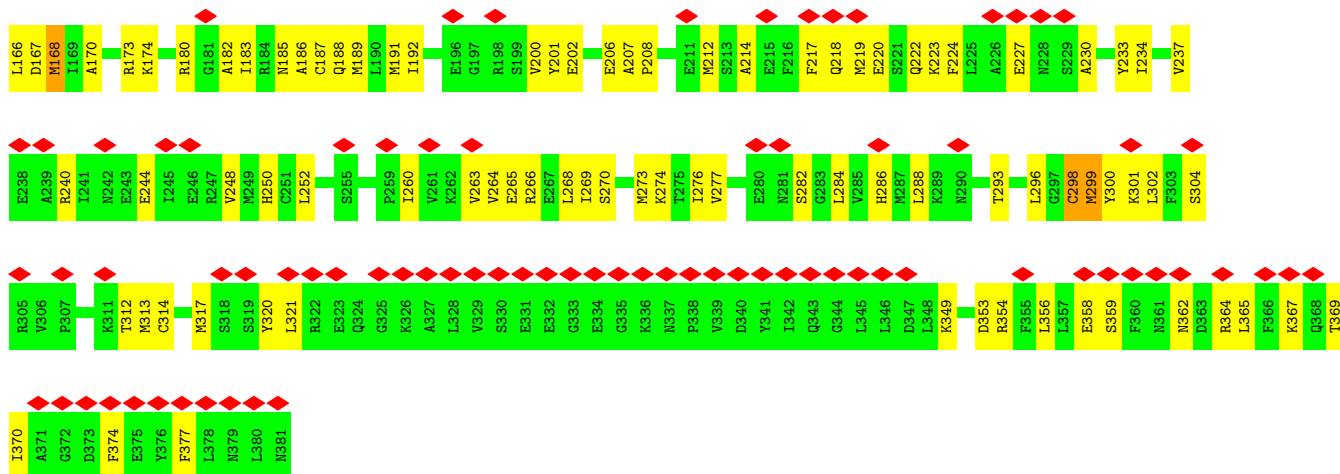 L166 D167 M168 I169 A170 R173 K174 R180 G181 A182 I183 R184 N185 A186 C187 Q188 M189 L190 M191 I192 E196 G197 R198 S199 V200 Y201 E202 E206 A207 P208 E211 M212 S213 A214 E215 F216 F217 Q218 M219 E220 S221 Q222 K223 F224 L225 A226 E227 N228 S229 A230 Y233 I234 V237
E238 A239 R240 I241 N242 E243 E244 I245 E246 R247 V248 M249 H250 C251 L252 S255 P259 I260 V261 K262 V263 V264 E265 R266 E267 L268 I269 S270 M273 K274 T275 I276 V277 E280 N281 S282 G283 L284 V285 H286 M287 L288 K289 N290 T293 L296 G297 C298 M299 Y300 K301 L302 F303 S304
R305 V306 P307 K311 T312 M313 C314 M317 S318 S319 Y320 L321 R322 E323 Q324 G325 K326 A327 L328 V329 S330 E331 E332 G333 E334 G335 K336 N337 P338 V339 D340 Y341 I342 Q343 G344 L345 L346 D347 L348 K349 D353 R354 F355 L356 L357 E358 S359 F360 N361 N362 D363 R364 L365 F366 K367 Q368 T369
I370 A371 G372 D373 F374 E375 Y376 F377 L378 N379 L380 N381